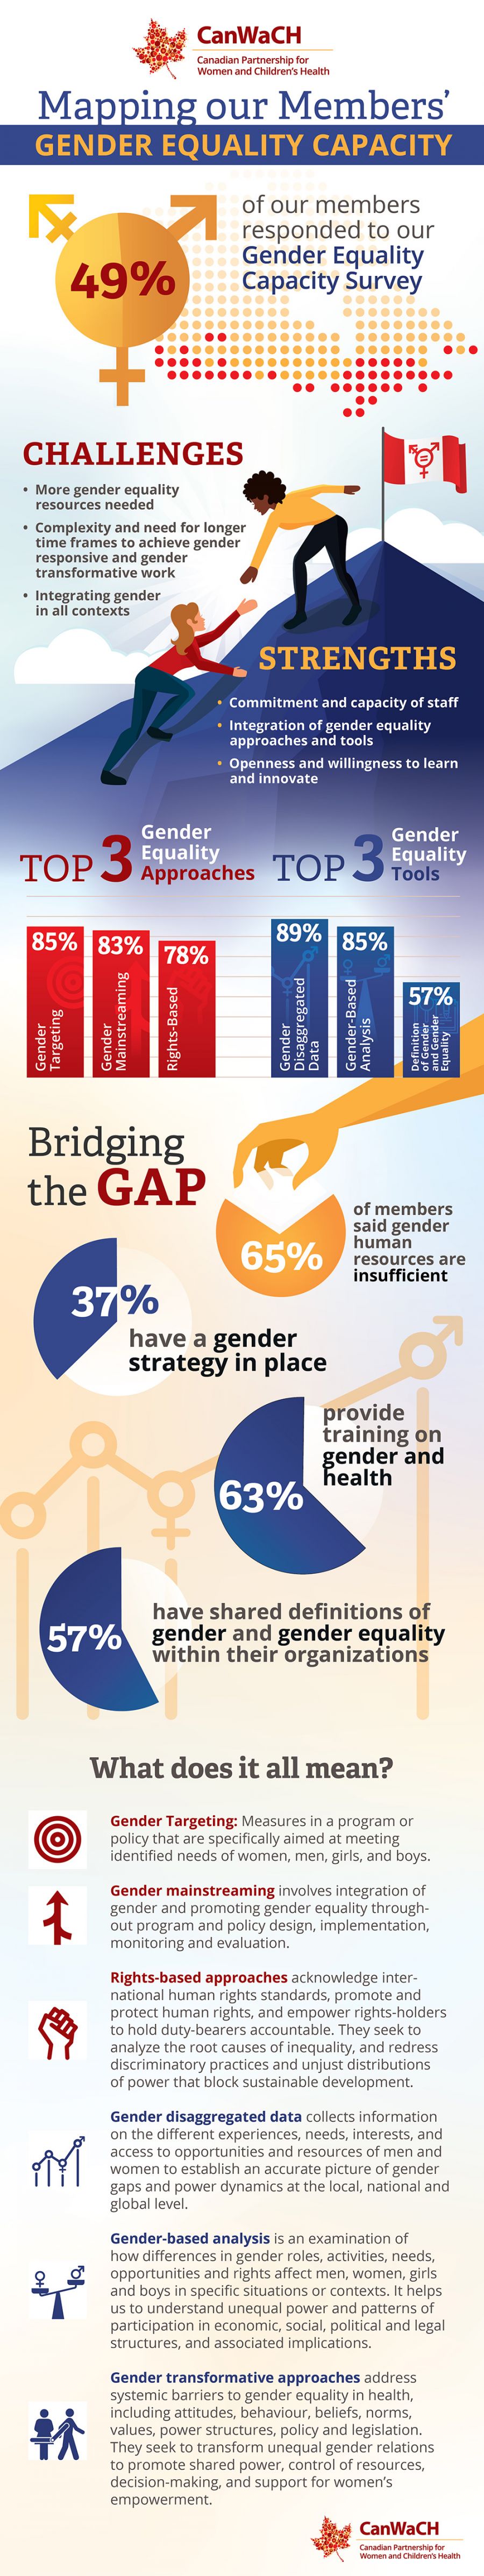 CanWaCH
Canadian Partnership for
Women and Children's Health
Mapping our Members'
GENDER EQUALITY CAPACITY
49%
of our members
responded to our
Gender Equality
Capacity Survey
CHALLENGES
• More gender equality
resources needed
• Complexity and need for longer
time frames to achieve gender
responsive and gender
transformative work
• Integrating gender
in all contexts
STRENGTHS
• Commitment and capacity of staff
• Integration of gender equality
approaches and tools
• Openness and willingness to learn
and innovate
TOP 3
Gender
Equality
Approaches
85%
Gender
Targeting
83%
Gender
Mainstreaming
78%
Rights-Based
TOP 3
Gender
Equality
Tools
89%
Gender
Disaggregated
Data
85%
Gender-Based
Analysis
57%
Definition
of Gender
and Gender
Equality
Bridging
the GAP
65%
of members
said gender
human
resources are
insufficient
37%
have a gender
strategy in place
63%
provide
training on
gender and
health
57%
have shared definitions of
gender and gender equality
within their organizations
What does it all mean?
Gender Targeting: Measures in a program or
policy that are specifically aimed at meeting
identified needs of women, men, girls, and boys.
Gender mainstreaming involves integration of
gender and promoting gender equality through-
out program and policy design, implementation,
monitoring and evaluation.
Rights-based approaches acknowledge inter-
national human rights standards, promote and
protect human rights, and empower rights-holders
to hold duty-bearers accountable. They seek to
analyze the root causes of inequality, and redress
discriminatory practices and unjust distributions
of power that block sustainable development.
Gender disaggregated data collects information
on the different experiences, needs, interests, and
access to opportunities and resources of men and
women to establish an accurate picture of gender
gaps and power dynamics at the local, national and
global level.
Gender-based analysis is an examination of
how differences in gender roles, activities, needs,
opportunities and rights affect men, women, girls
and boys in specific situations or contexts. It helps
us to understand unequal power and patterns of
participation in economic, social, political and legal
structures, and associated implications.
Gender transformative approaches address
systemic barriers to gender equality in health,
including attitudes, behaviour, beliefs, norms,
values, power structures, policy and legislation.
They seek to transform unequal gender relations
to promote shared power, control of resources,
decision-making, and support for women's
empowerment.
CanWaCH
Canadian Partnership for
Women and Children's Health